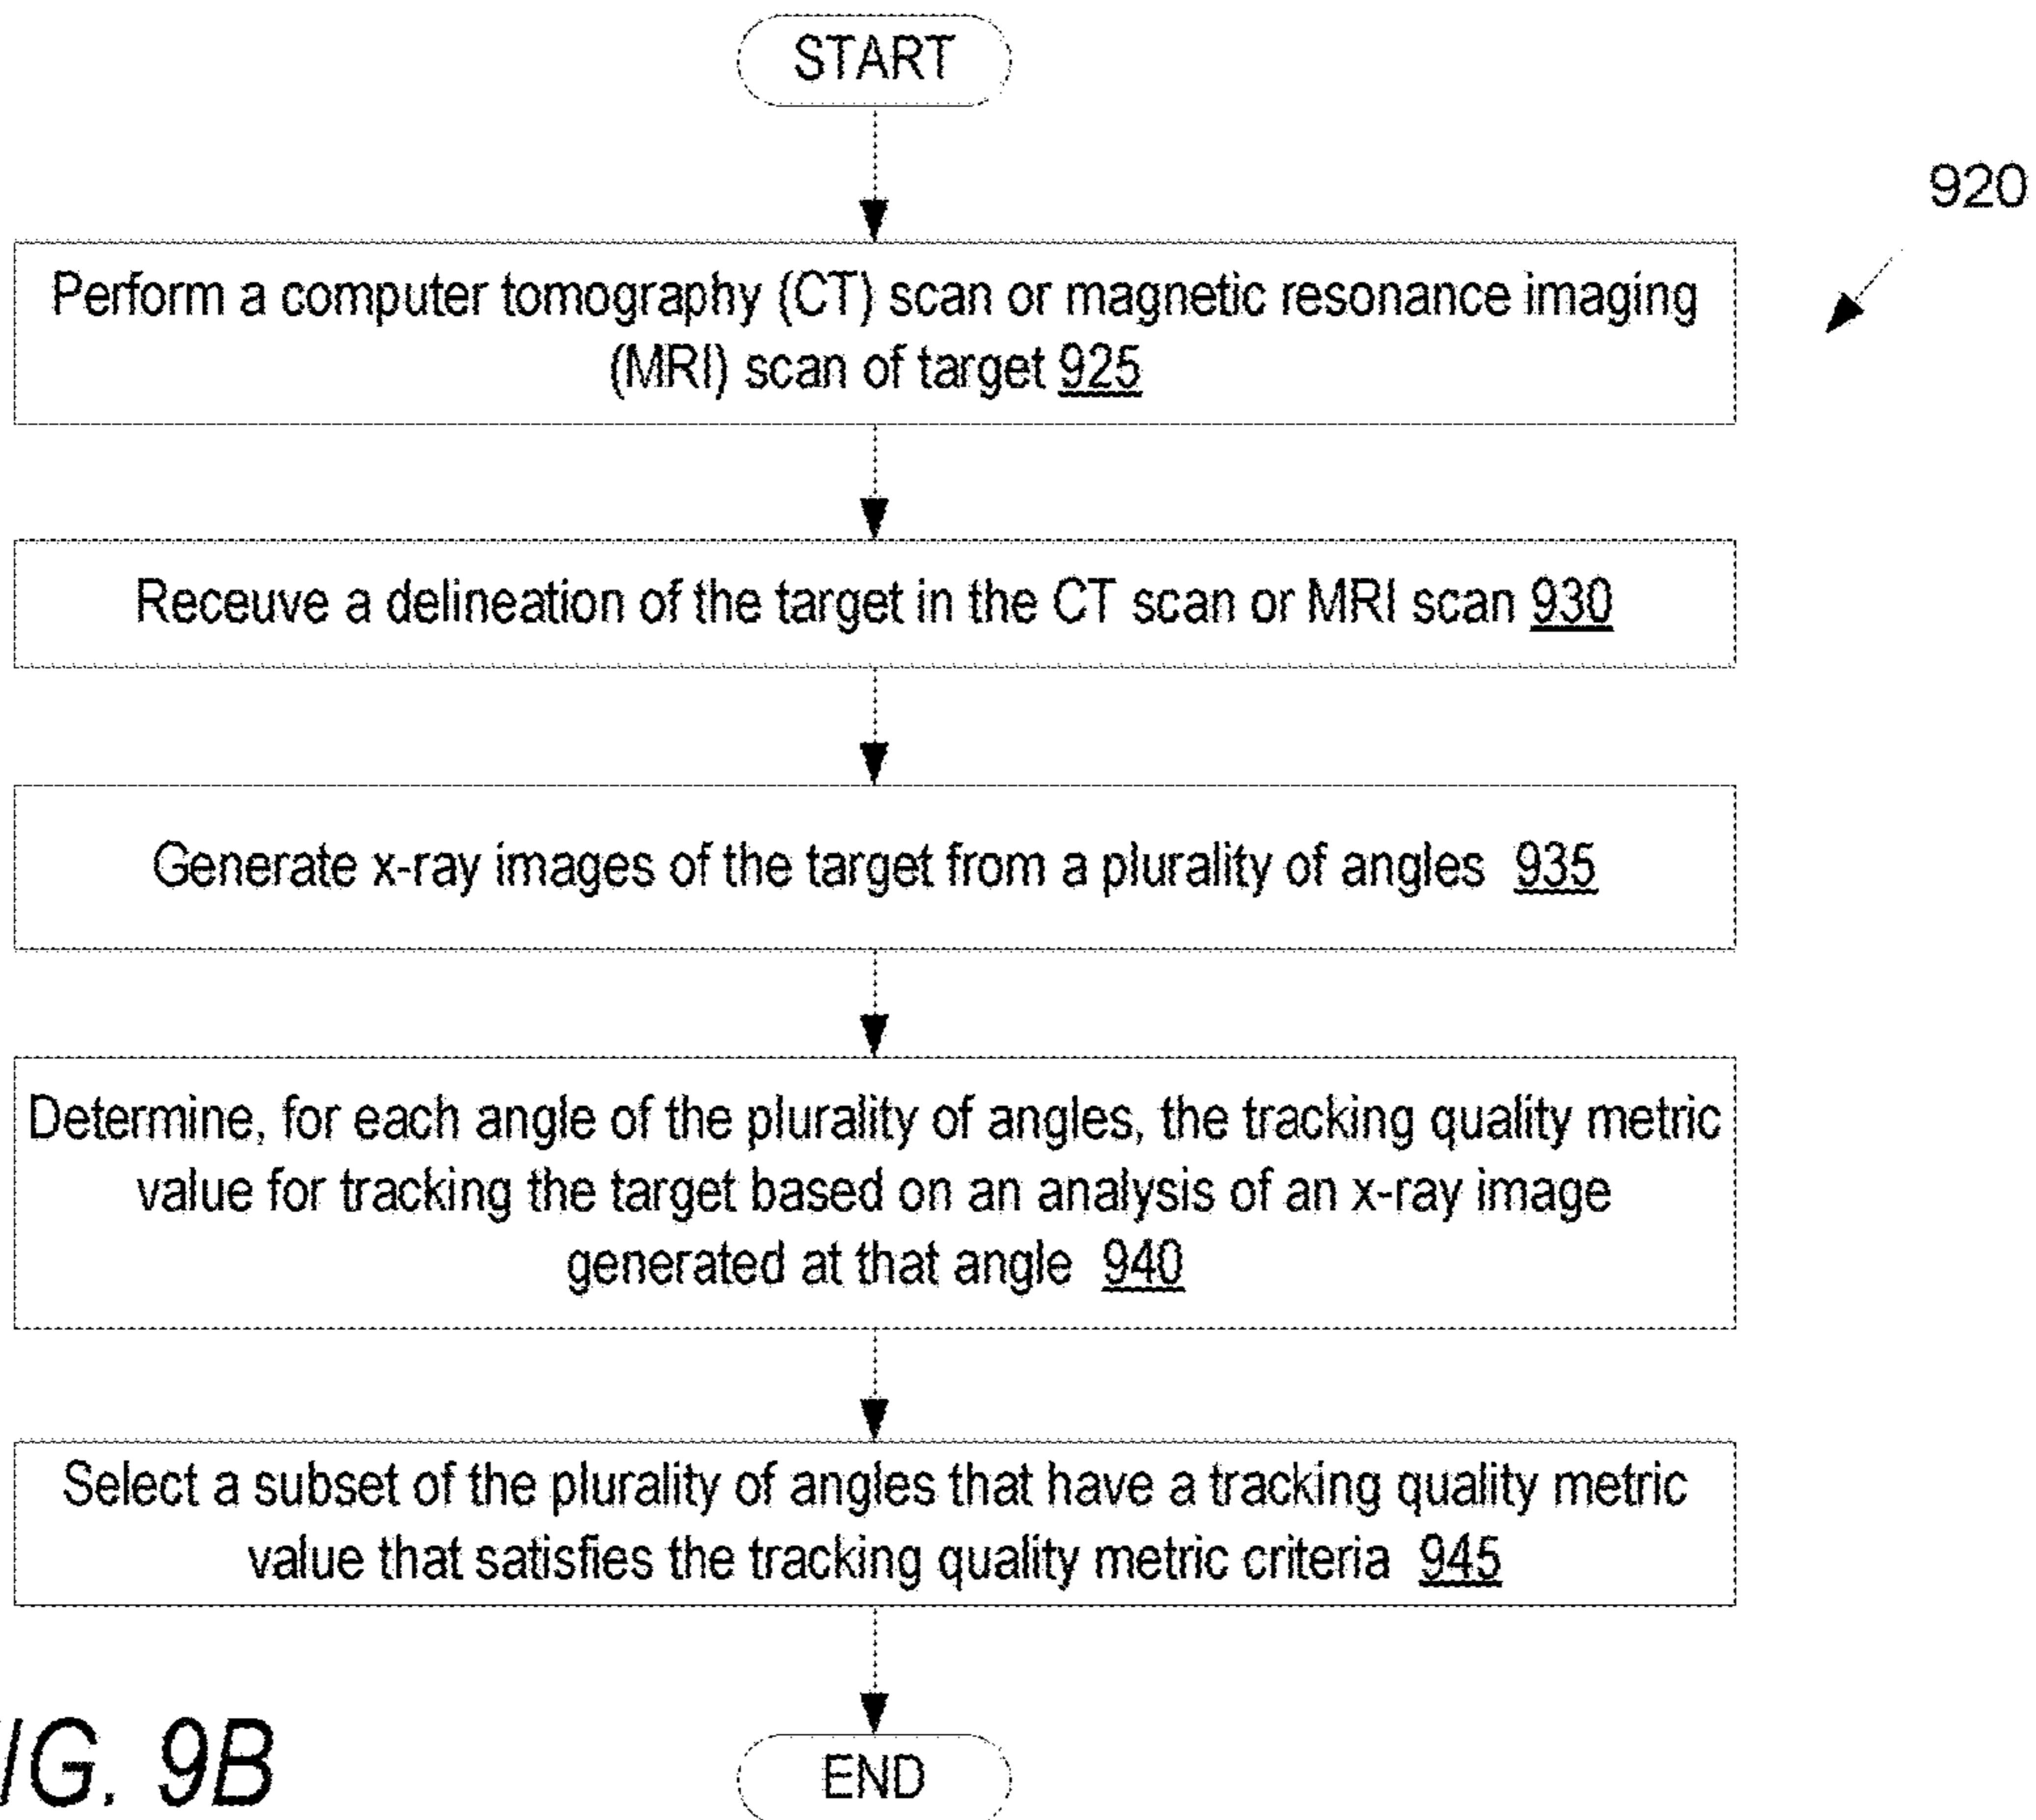 START
920
Perform a computer tomography (CT) scan or magnetic resonance imaging
(MRI) scan of target 925
Receuve a delineation of the target in the CT scan or MRI scan 930
Generate x-ray images of the target from a plurality of angles 935
Determine, for each angle of the plurality of angles, the tracking quality metric
value for tracking the target based on an analysis of an x-ray image
generated at that angle 940
Select a subset of the plurality of angles that have a tracking quality metric
value that satisfies the tracking quality metric criteria 945
IG. 9B
END